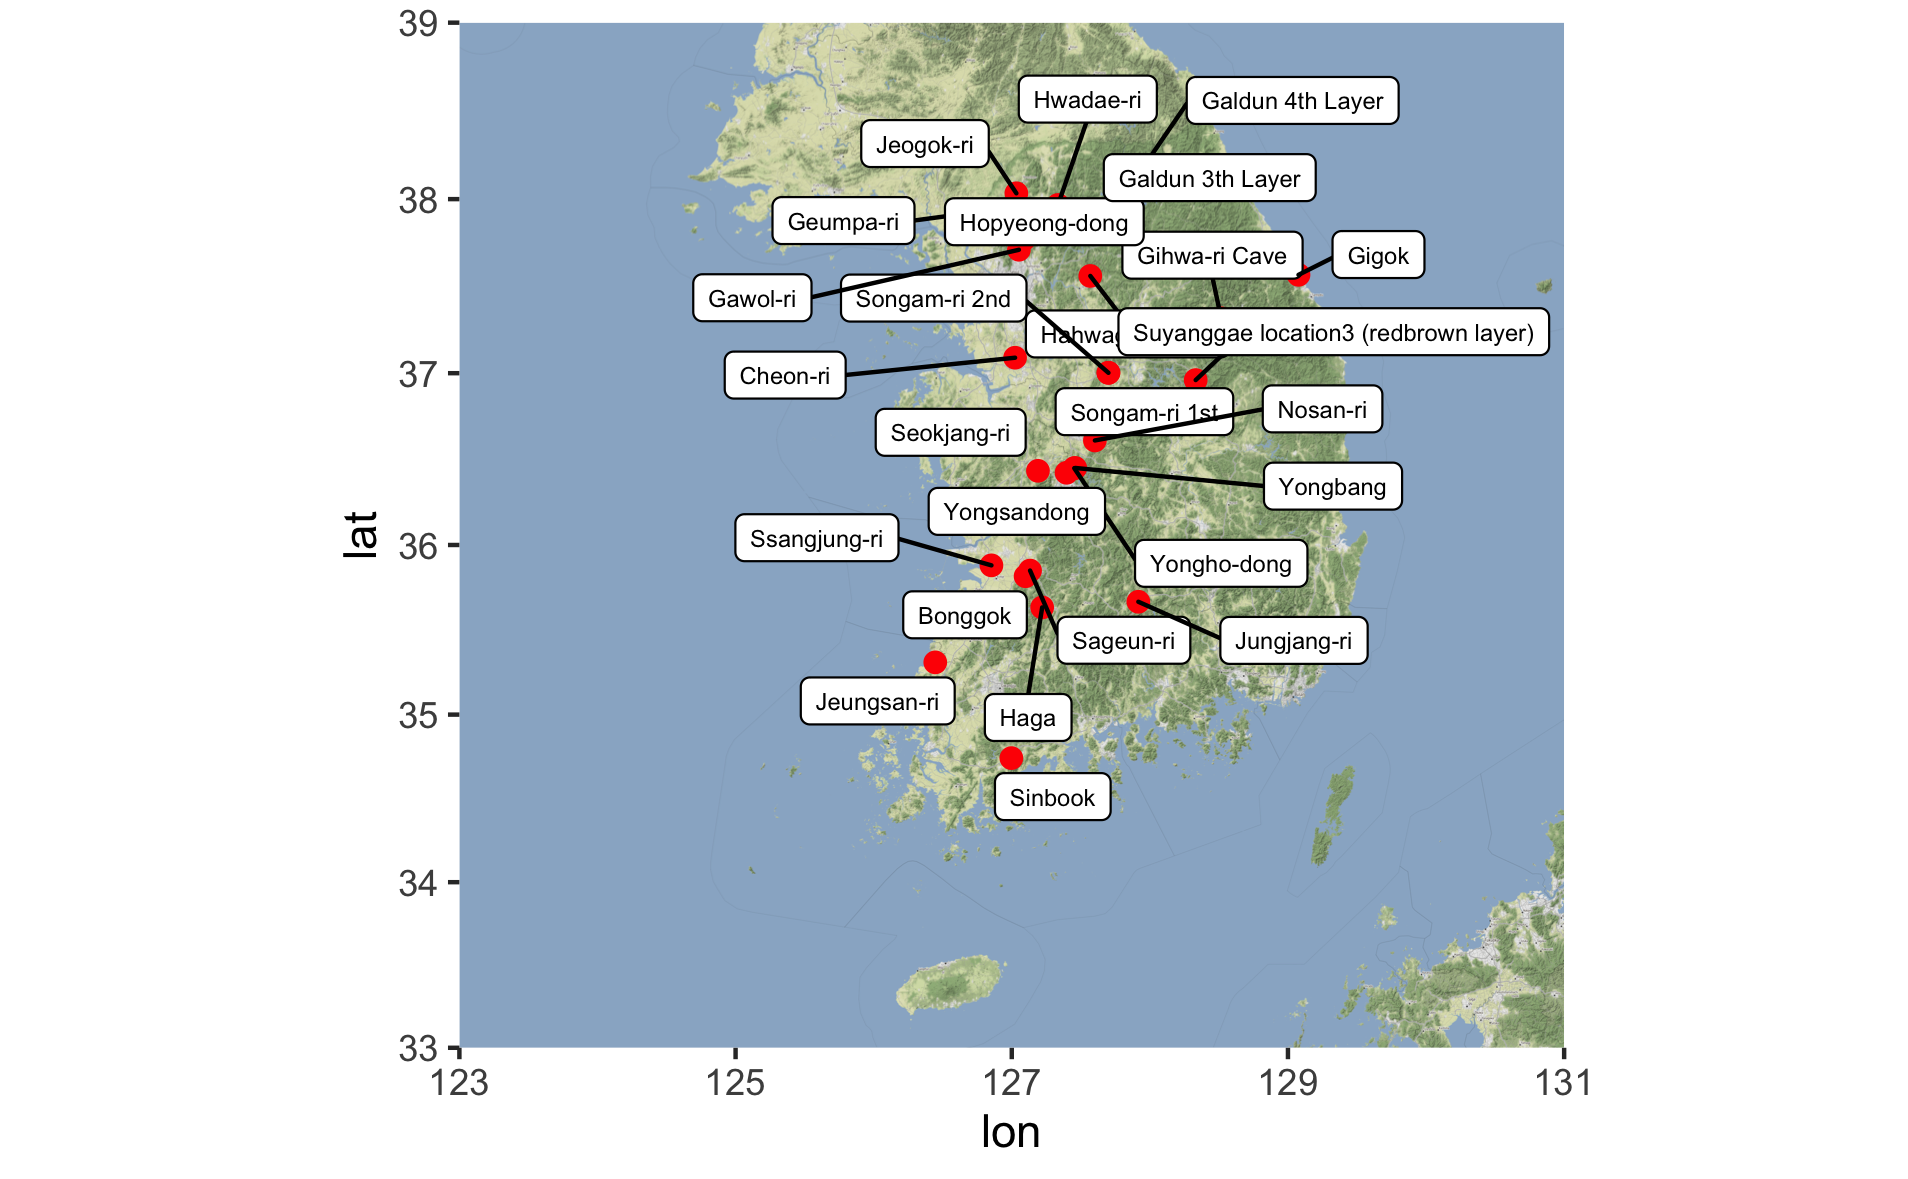 39
38
37
36
35
34
33
lat
Hwadae-ri
Galdun 4th Layer
Jeogok-ri
Galdun 3th Layer
Geumpa-ri
Hopyeong-dong
Gihwa-ri Cave
Gigok
Gawol-ri
Songam-ri 2nd
Suyanggae location3 (redbrown layer)
Cheon-ri
Songam-ri 1st
Nosan-ri
Seokjang-ri
Yongbang
Yongsandong
Ssangjung-ri
Yongho-dong
Bonggok
Sageun-ri
Jungjang-ri
Jeungsan-ri
Haga
Sinbook
123
125
127
129
131
lon